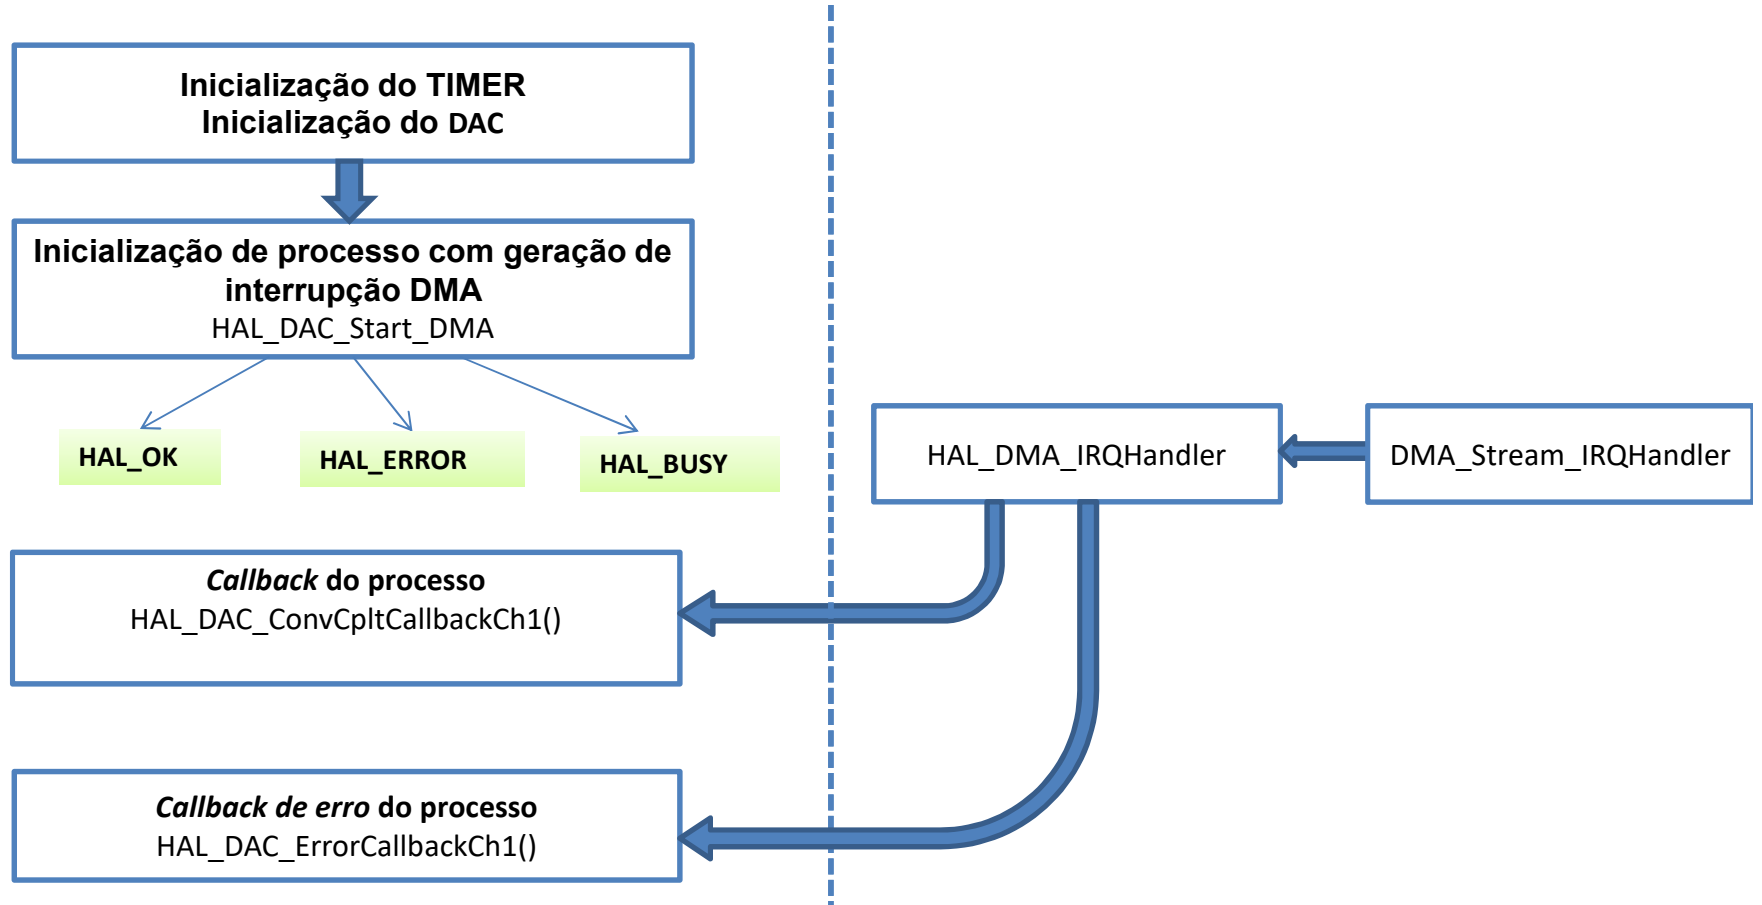 Inicialização do TIMER
Inicialização do DAC
Inicialização de processo com geração de
interrupção DMA
HAL_DAC_Start_DMA
HAL_OK
HAL_ERROR
HAL_BUSY
HAL_DMA_IRQHandler
DMA_Stream_IRQHandler
Callback do processo
HAL_DAC_ConvCpltCallbackCh1()
Callback de erro do processo
HAL_DAC_ErrorCallbackCh1()